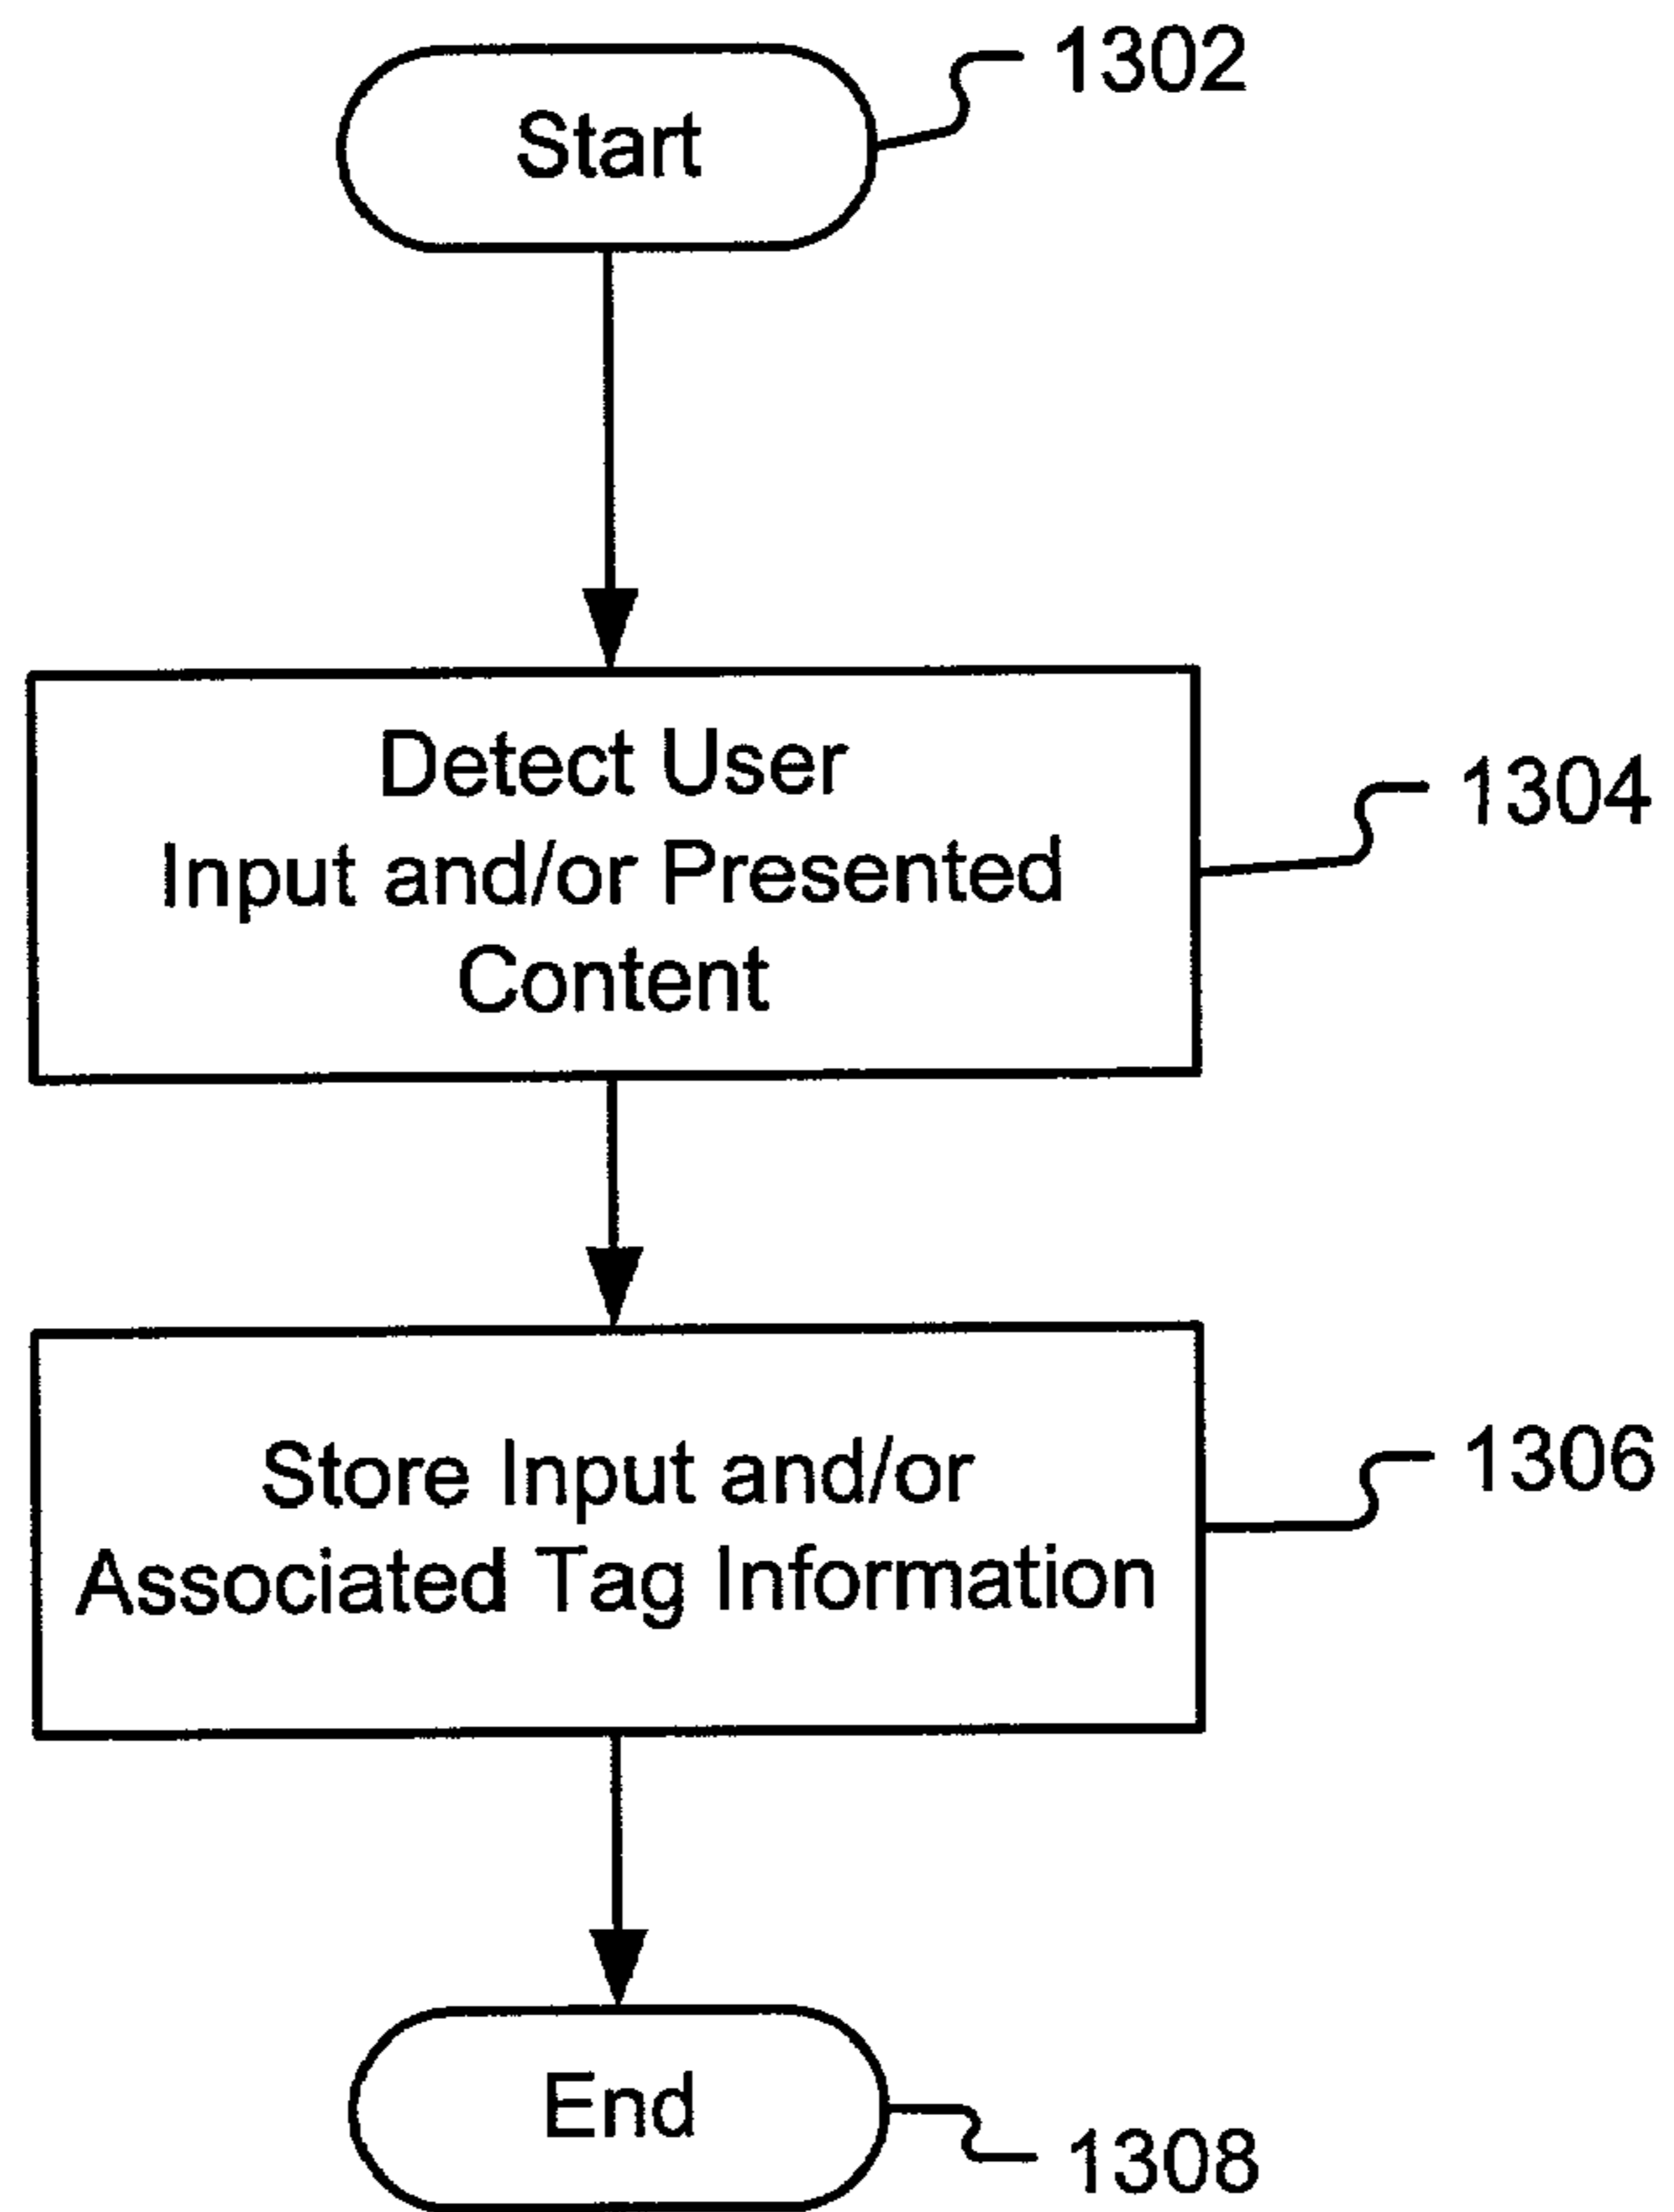 1302
Start
Detect User
Input and/or Presented
Content
1304
Store Input and/or
Associated Tag Information
1306
End
1308